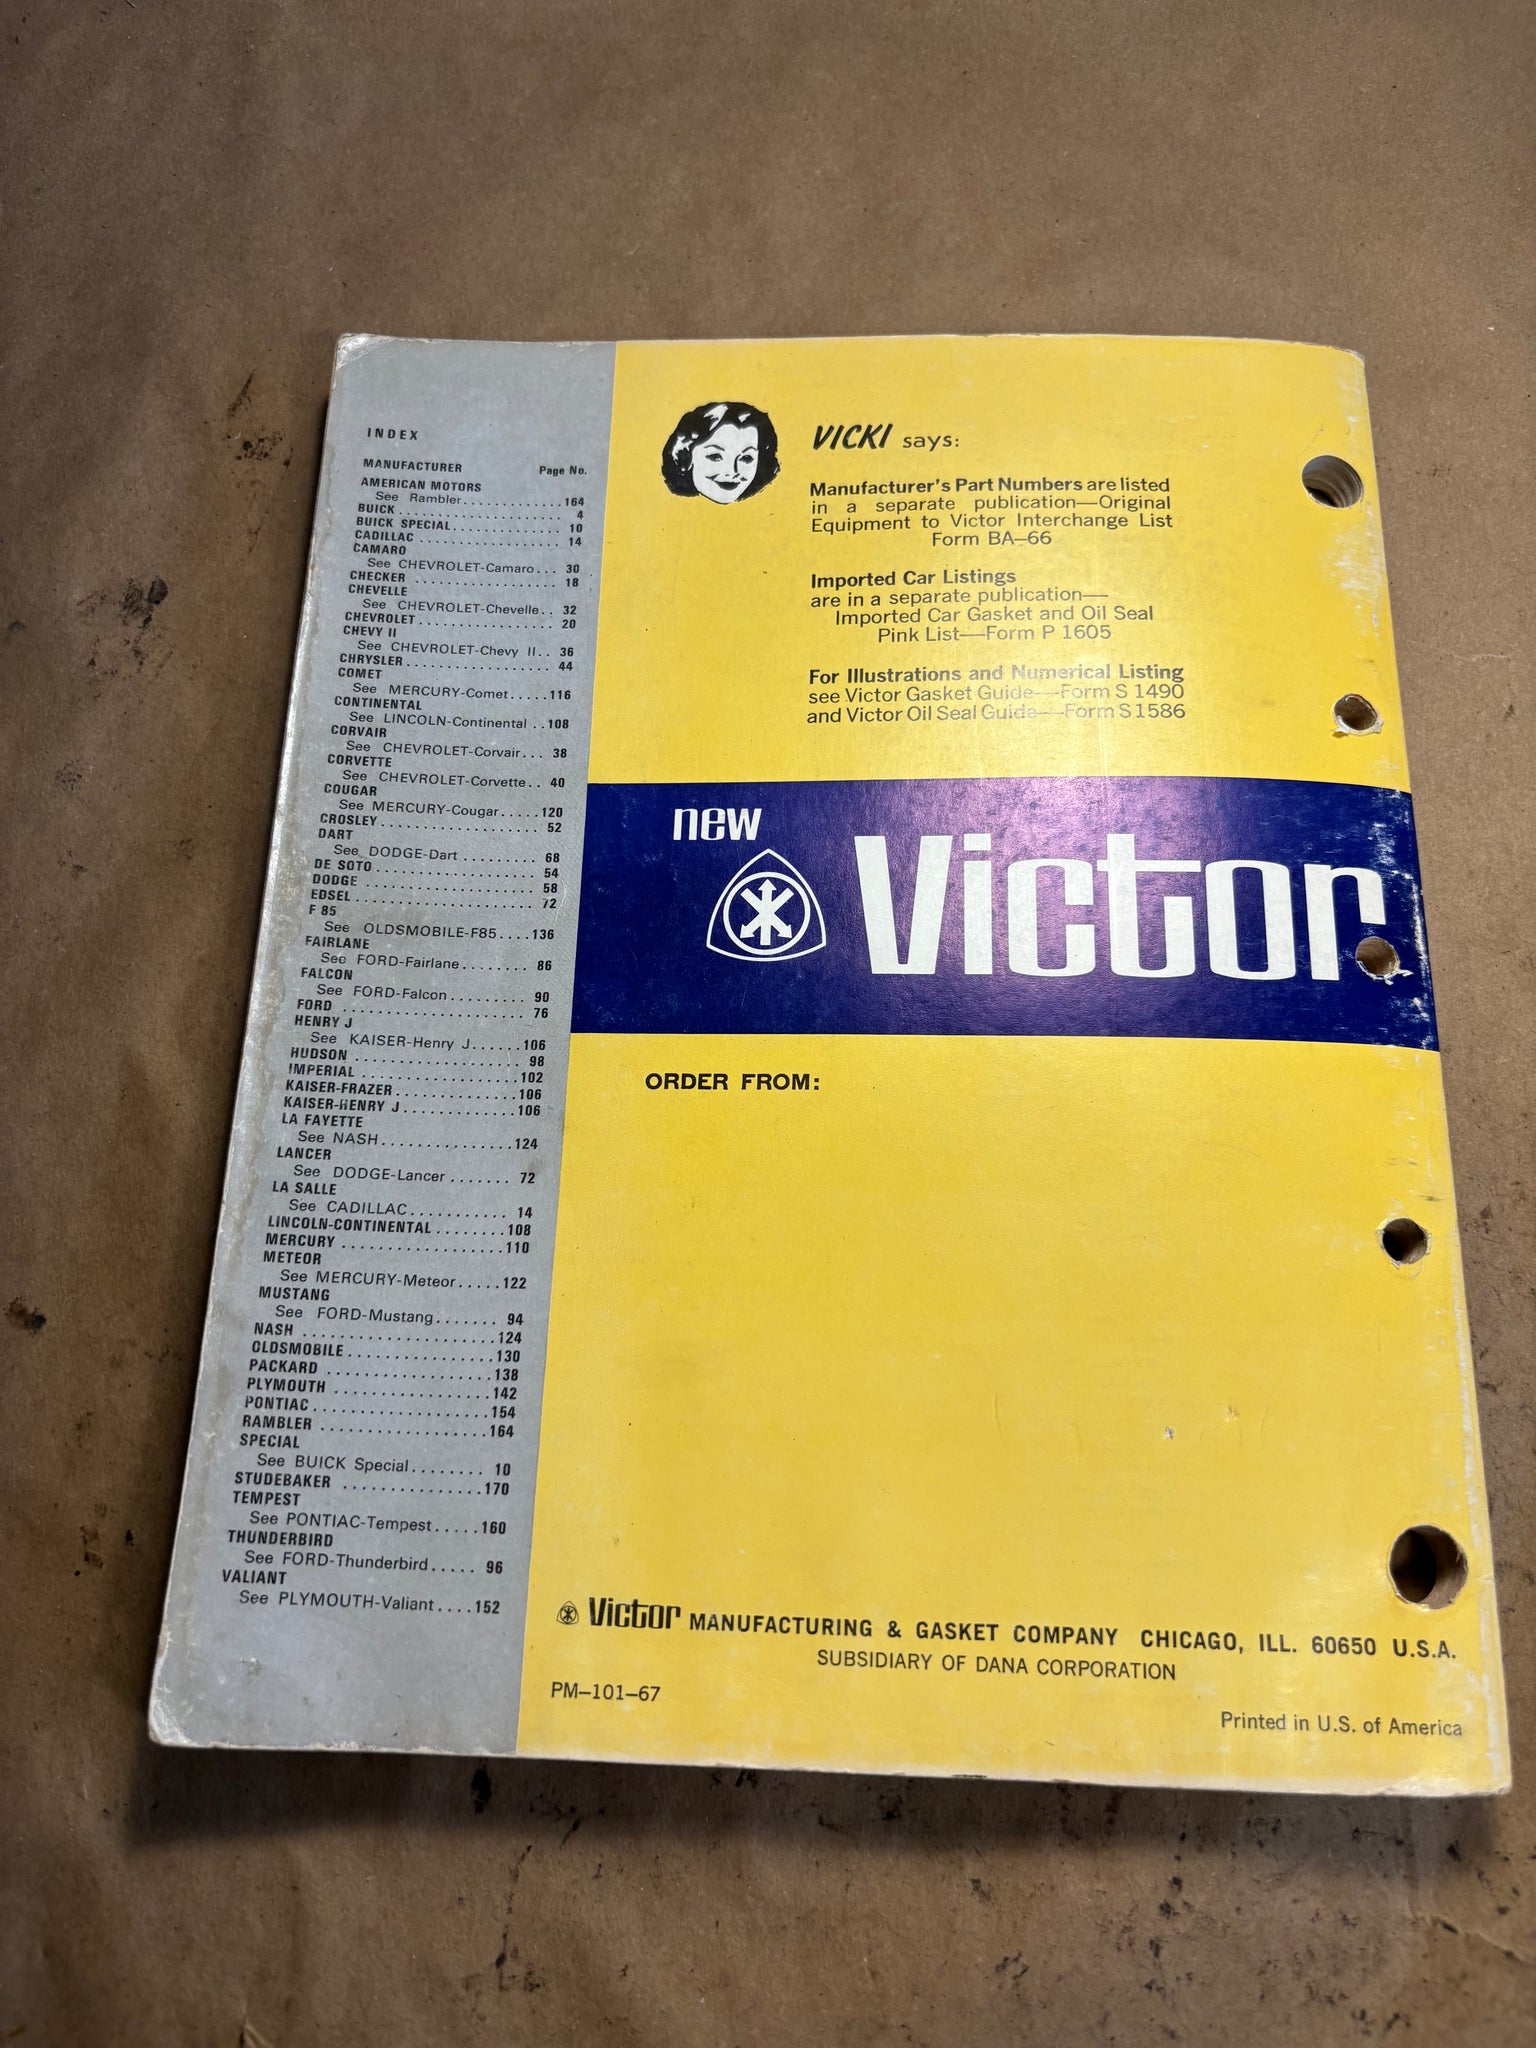 INDEX
MANUFACTURER Page No.
AMERICAN MOTORS
See Rambler............164
BUICK.................... 4
BUICK SPECIAL............. 10
CADILLAC.................. 14
CAMARO
See CHEVROLET-Camaro... 30
CHECKER .................. 18
CHEVELLE
See CHEVROLET-Chevelle.. 32
CHEVROLET................. 20
CHEVY II
See CHEVROLET-Chevy II.. 36
CHRYSLER.................. 44
COMET
See MERCURY-Comet.....116
CONTINENTAL
See LINCOLN-Continental ..108
CORVAIR
See CHEVROLET-Corvair... 38
CORVETTE
See CHEVROLET-Corvette.. 40
COUGAR
See MERCURY-Cougar.....120
CROSLEY................... 52
DART
See DODGE-Dart ......... 68
DE SOTO................... 54
DODGE .................... 58
EDSEL..................... 72
F 85
See OLDSMOBILE-F85....136
FAIRLANE
See FORD-Fairlane........ 86
FALCON
See FORD-Falcon......... 90
FORD ..................... 76
HENRY J
See KAISER-Henry J......106
HUDSON ................... 98
IMPERIAL .................102
KAISER-FRAZER.............106
KAISER-HENRY J............106
LA FAYETTE
See NASH...............124
LANCER
See DODGE-Lancer ....... 72
LA SALLE
See CADILLAC........... 14
LINCOLN-CONTINENTAL ........108
MERCURY ..................110
METEOR
See MERCURY-Meteor.....122
MUSTANG
See FORD-Mustang....... 94
NASH .....................124
OLDSMOBILE................130
PACKARD ..................138
PLYMOUTH .................142
PONTIAC...................154
RAMBLER ..................164
SPECIAL
See BUICK Special........ 10
STUDEBAKER ...............170
TEMPEST
See PONTIAC-Tempest.....160
THUNDERBIRD
See FORD-Thunderbird..... 96
VALIANT
See PLYMOUTH-Valiant....152
VICKI says:
Manufacturer's Part Numbers are listed
in a separate publication—Original
Equipment to Victor Interchange List
Form BA–66
Imported Car Listings
are in a separate publication—
Imported Car Gasket and Oil Seal
Pink List—Form P 1605
For Illustrations and Numerical Listing
see Victor Gasket Guide—Form S 1490
and Victor Oil Seal Guide—Form S 1586
new
Victor
ORDER FROM:
Victor MANUFACTURING & GASKET COMPANY CHICAGO, ILL. 60650 U.S.A.
SUBSIDIARY OF DANA CORPORATION
PM–101–67
Printed in U.S. of America